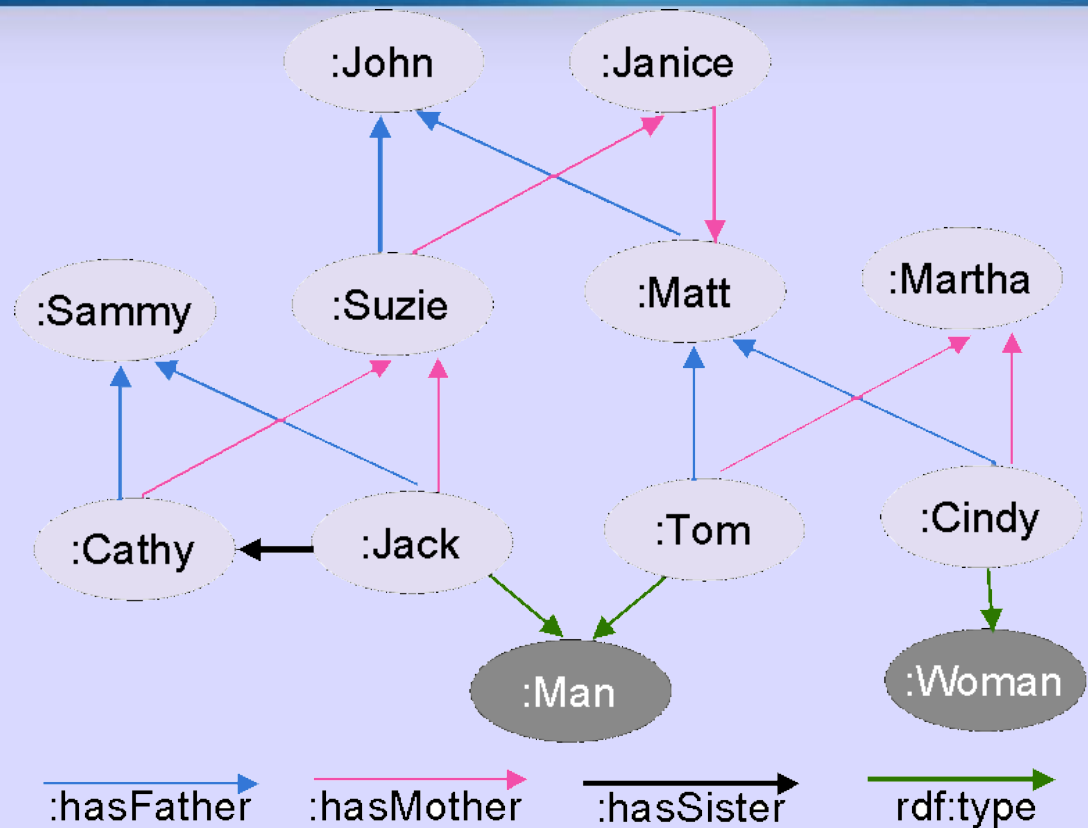 :John
:Janice
:Sammy
:Suzie
:Matt
:Martha
:Cathy
:Jack
:Tom
:Cindy
:Man
:Woman
:hasFather
:hasMother
:hasSister
rdf:type